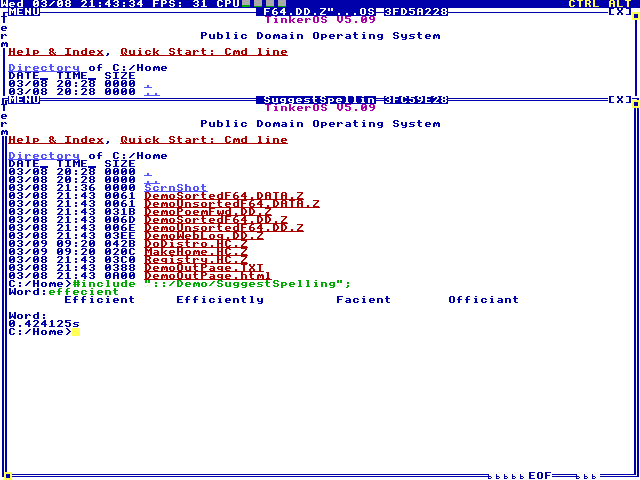 Wed 03/08 21:43:34 FPS: 31 CPU CTRL ALT
MENU F64.DD.Z"...OS 3FD5A228 [X]
Term
TinkerOS V5.09
Public Domain Operating System
Help & Index, Quick Start: Cmd line
Directory of C:/Home
DATE_ TIME_ SIZE
03/08 20:28 0000 .
03/08 20:28 0000 ..
MENU SuggestSpellin 3FC59E28 [X]
Term
TinkerOS V5.09
Public Domain Operating System
Help & Index, Quick Start: Cmd line
Directory of C:/Home
DATE_ TIME_ SIZE
03/08 20:28 0000 .
03/08 20:28 0000 ..
03/08 21:36 0000 ScrnShot
03/08 21:43 0061 DemoSortedF64.DATA.Z
03/08 21:43 0061 DemoUnsortedF64.DATA.Z
03/08 21:43 031B DemoPoemFwd.DD.Z
03/08 21:43 006D DemoSortedF64.DD.Z
03/08 21:43 006E DemoUnsortedF64.DD.Z
03/08 21:43 03EE DemoWebLog.DD.Z
03/09 09:20 042B DoDistro.HC.Z
03/09 09:20 020C MakeHome.HC.Z
03/08 21:43 03C0 Registry.HC.Z
03/08 21:43 0388 DemoOutPage.TXT
03/08 21:43 0A00 DemoOutPage.html
C:/Home>#include "::/Demo/SuggestSpelling";
Word:effecient
Efficient Efficiently Facient Officiant
Word:
0.424125s
C:/Home>
EOF